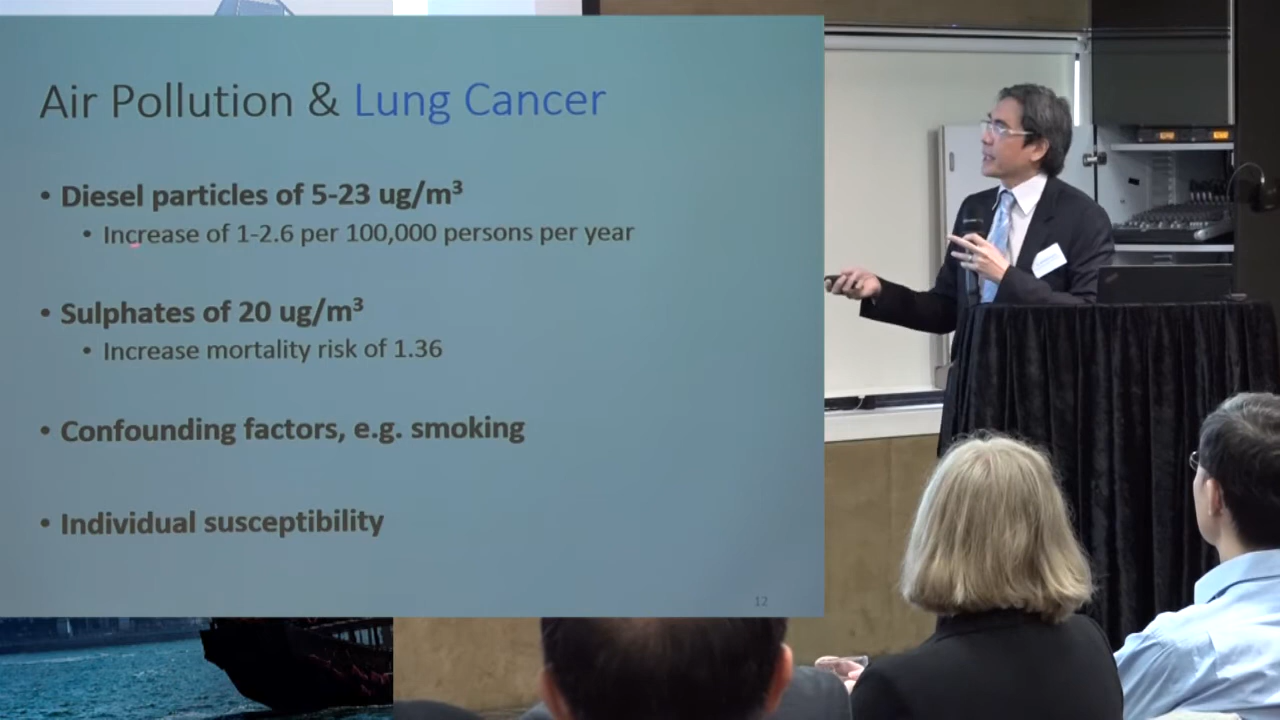 Air Pollution & Lung Cancer
• Diesel particles of 5-23 ug/m³
• Increase of 1-2.6 per 100,000 persons per year
• Sulphates of 20 ug/m³
• Increase mortality risk of 1.36
• Confounding factors, e.g. smoking
• Individual susceptibility
12